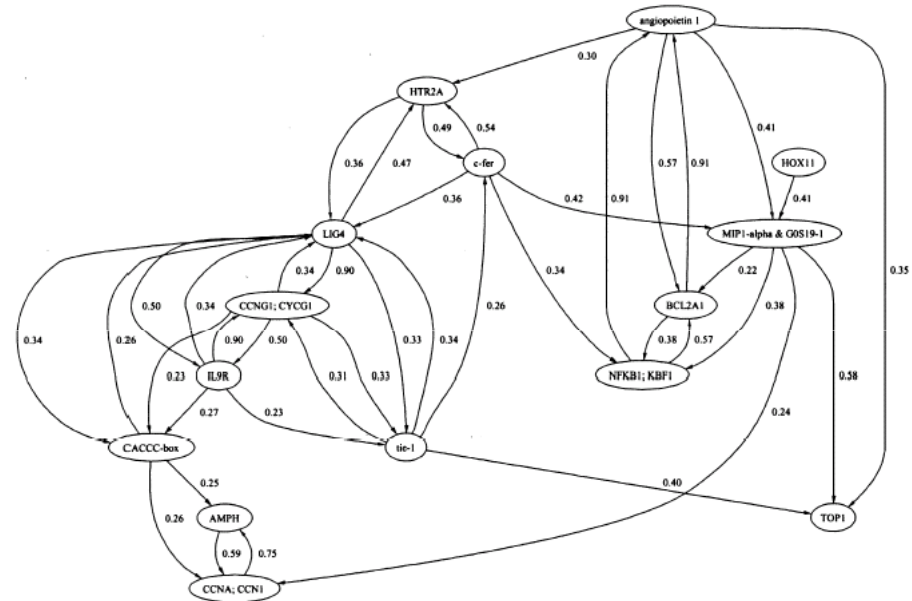 angiopoietin 1
0.30
HTR2A
0.49
0.54
0.41
c-fer
HOX11
0.36
0.47
0.57
0.91
0.36
0.42
0.91
0.41
LIG4
MIP1-alpha & G0S19-1
0.34
0.90
0.34
0.22
0.35
0.50
0.34
CCNG1; CYCG1
0.26
BCL2A1
0.34
0.26
0.33
0.34
0.38
0.90
0.50
0.38
0.57
0.23
IL9R
0.31
0.33
NFKB1; KBF1
0.58
0.27
0.23
0.24
CACCC-box
tie-1
0.25
0.40
0.26
AMPH
TOP1
0.59
0.75
CCNA; CCN1